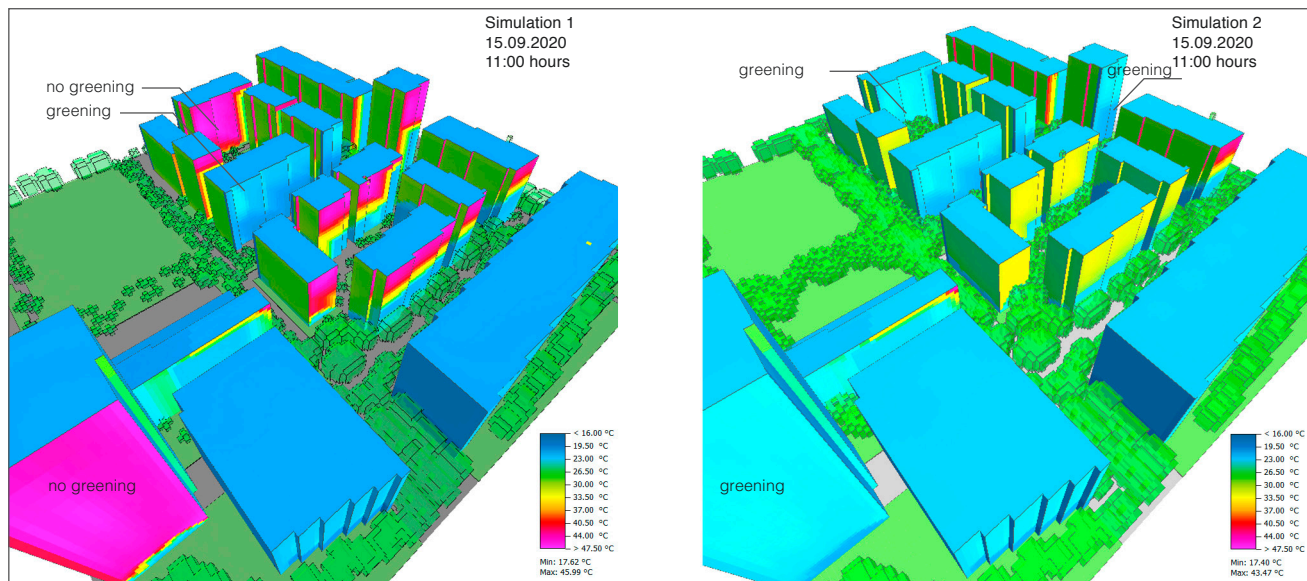 Simulation 1
15.09.2020
11:00 hours
no greening
greening
no greening
< 16.00 °C
19.50 °C
23.00 °C
26.50 °C
30.00 °C
33.50 °C
37.00 °C
40.50 °C
44.00 °C
> 47.50 °C
Min: 17.62 °C
Max: 45.99 °C
Simulation 2
15.09.2020
11:00 hours
greening
greening
greening
< 16.00 °C
19.50 °C
23.00 °C
26.50 °C
30.00 °C
33.50 °C
37.00 °C
40.50 °C
44.00 °C
> 47.50 °C
Min: 17.40 °C
Max: 43.47 °C